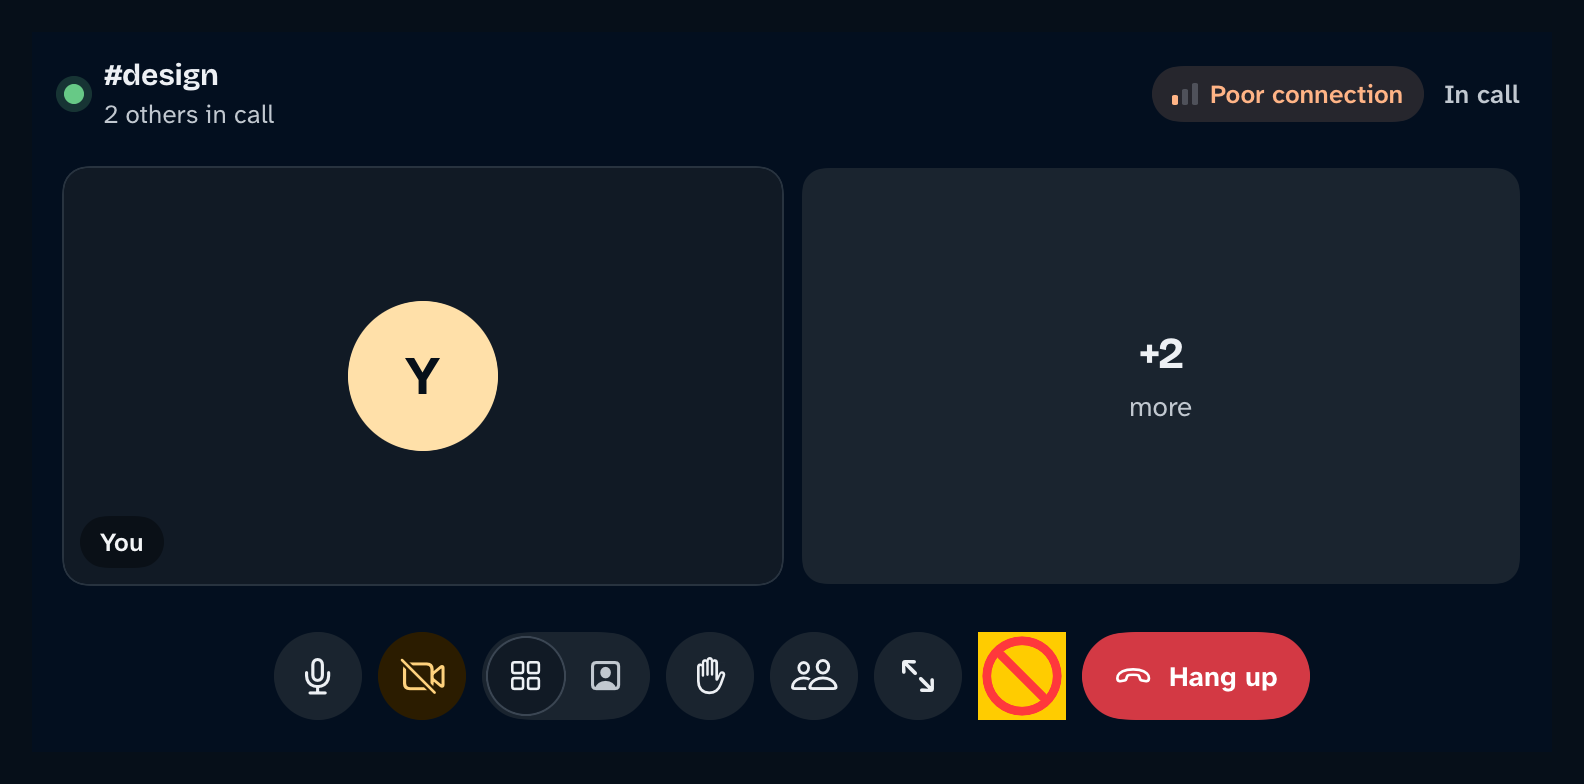 #design
2 others in call
Poor connection
In call
Y
You
+2
more
Hang up